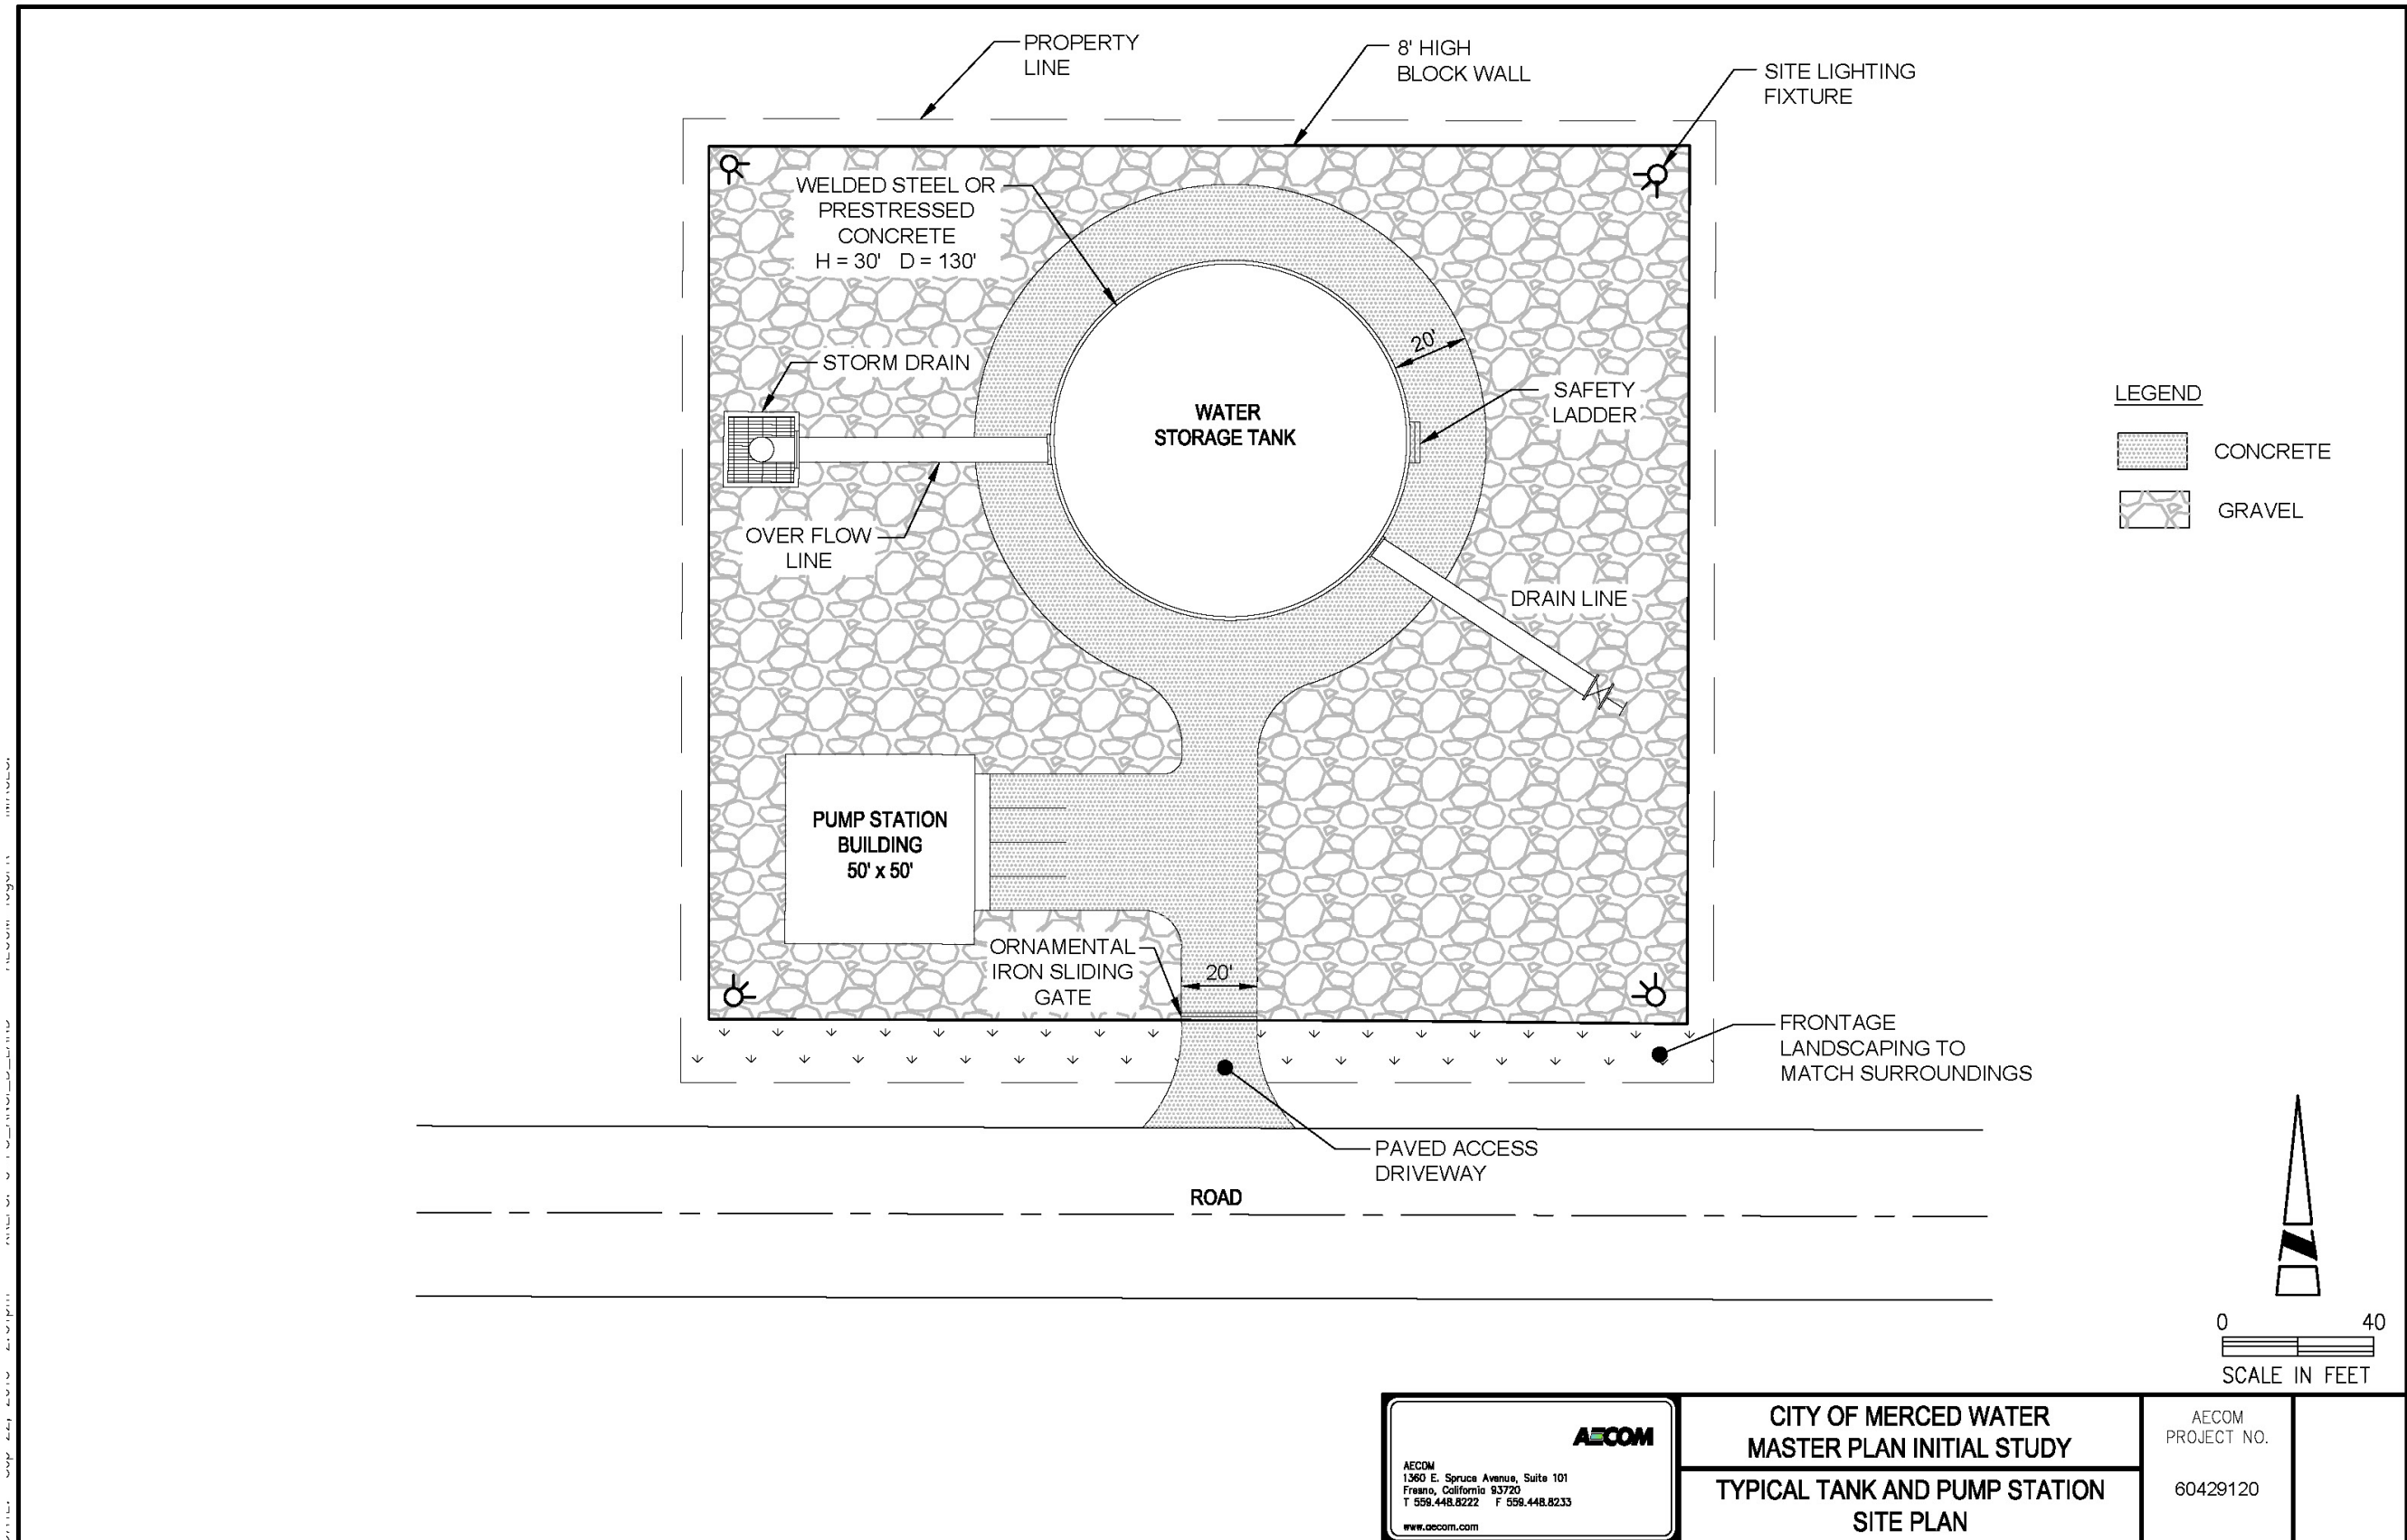 PROPERTY
LINE
8' HIGH
BLOCK WALL
SITE LIGHTING
FIXTURE
WELDED STEEL OR
PRESTRESSED
CONCRETE
H = 30' D = 130'
STORM DRAIN
20'
WATER
STORAGE TANK
SAFETY
LADDER
LEGEND
CONCRETE
GRAVEL
OVER FLOW
LINE
DRAIN LINE
PUMP STATION
BUILDING
50' x 50'
ORNAMENTAL
IRON SLIDING
GATE
20'
FRONTAGE
LANDSCAPING TO
MATCH SURROUNDINGS
PAVED ACCESS
DRIVEWAY
ROAD
0 40
SCALE IN FEET
AECOM
AECOM
1360 E. Spruce Avenue, Suite 101
Fresno, California 93720
T 559.448.8222 F 559.448.8233
www.aecom.com
CITY OF MERCED WATER
MASTER PLAN INITIAL STUDY
TYPICAL TANK AND PUMP STATION
SITE PLAN
AECOM
PROJECT NO.
60429120